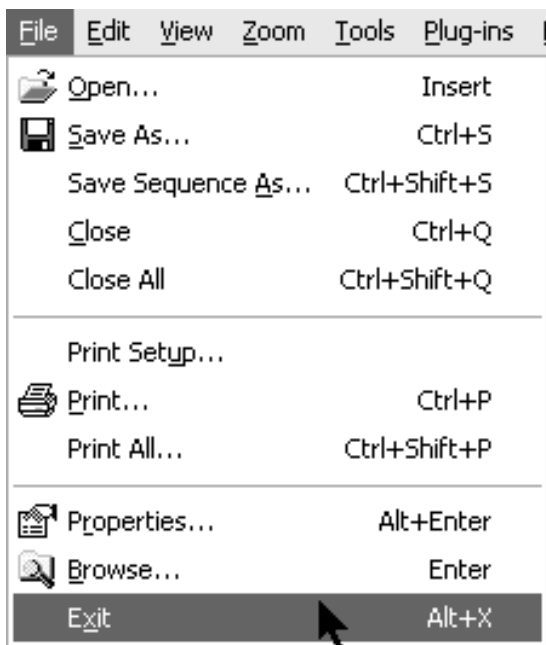 File Edit View Zoom Tools Plug-ins
Open... Insert
Save As... Ctrl+S
Save Sequence As... Ctrl+Shift+S
Close Ctrl+Q
Close All Ctrl+Shift+Q
Print Setup...
Print... Ctrl+P
Print All... Ctrl+Shift+P
Properties... Alt+Enter
Browse... Enter
Exit Alt+X